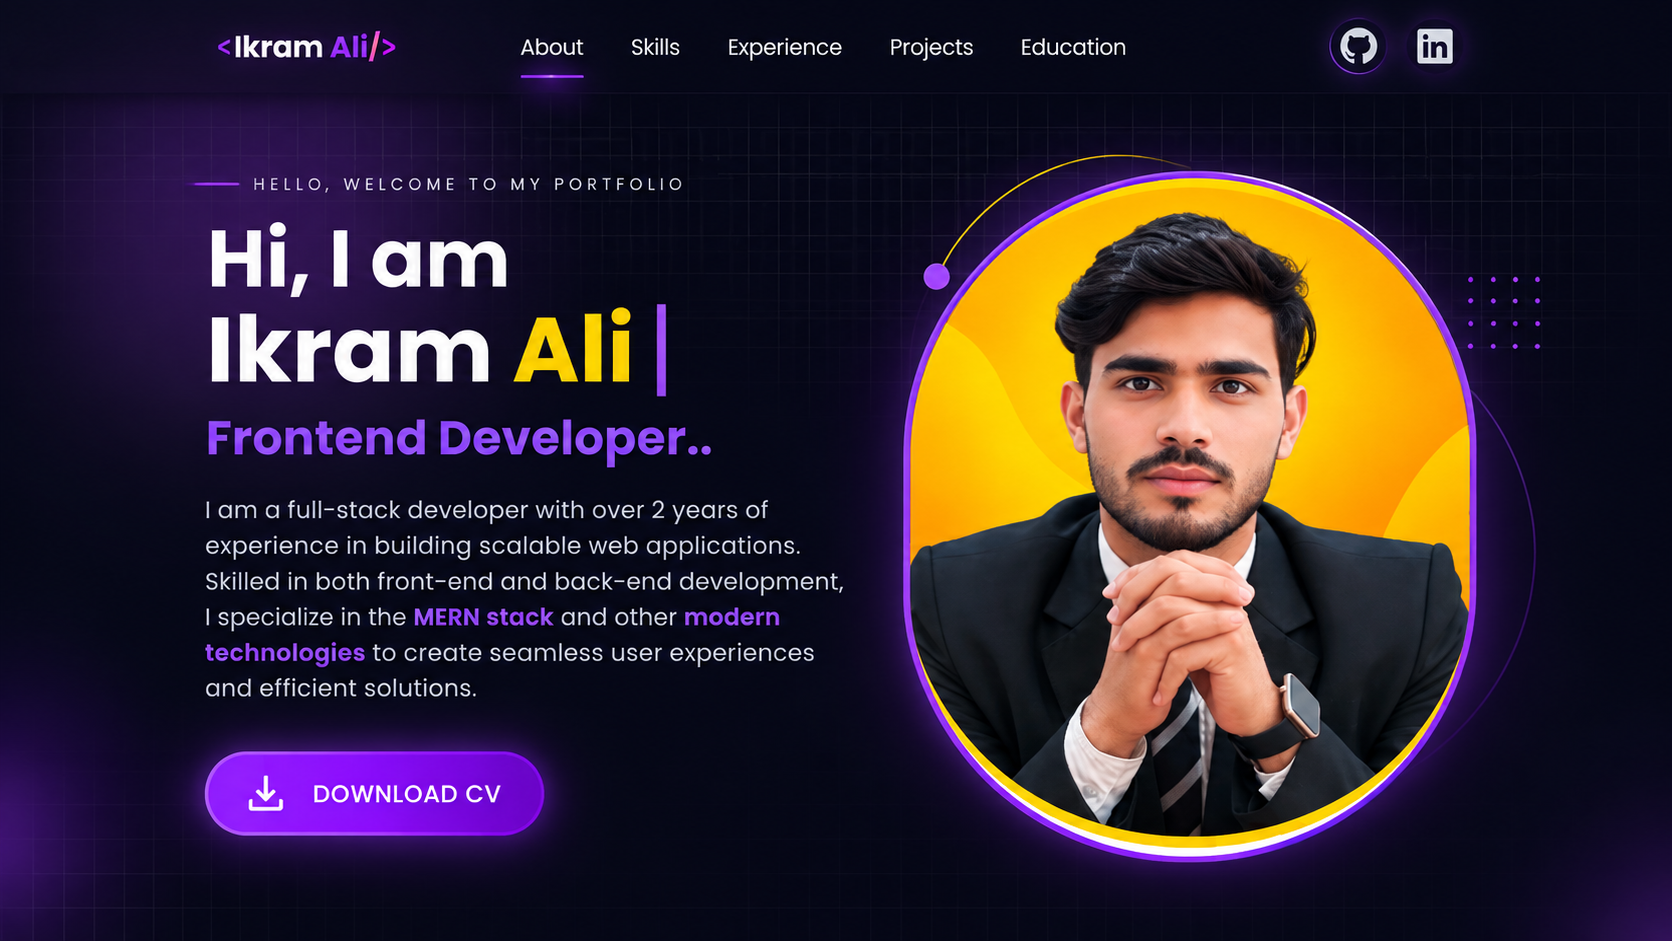 <Ikram Ali/>
About Skills Experience Projects Education
HELLO, WELCOME TO MY PORTFOLIO
Hi, I am
Ikram Ali |
Frontend Developer..
I am a full-stack developer with over 2 years of
experience in building scalable web applications.
Skilled in both front-end and back-end development,
I specialize in the MERN stack and other modern
technologies to create seamless user experiences
and efficient solutions.
DOWNLOAD CV